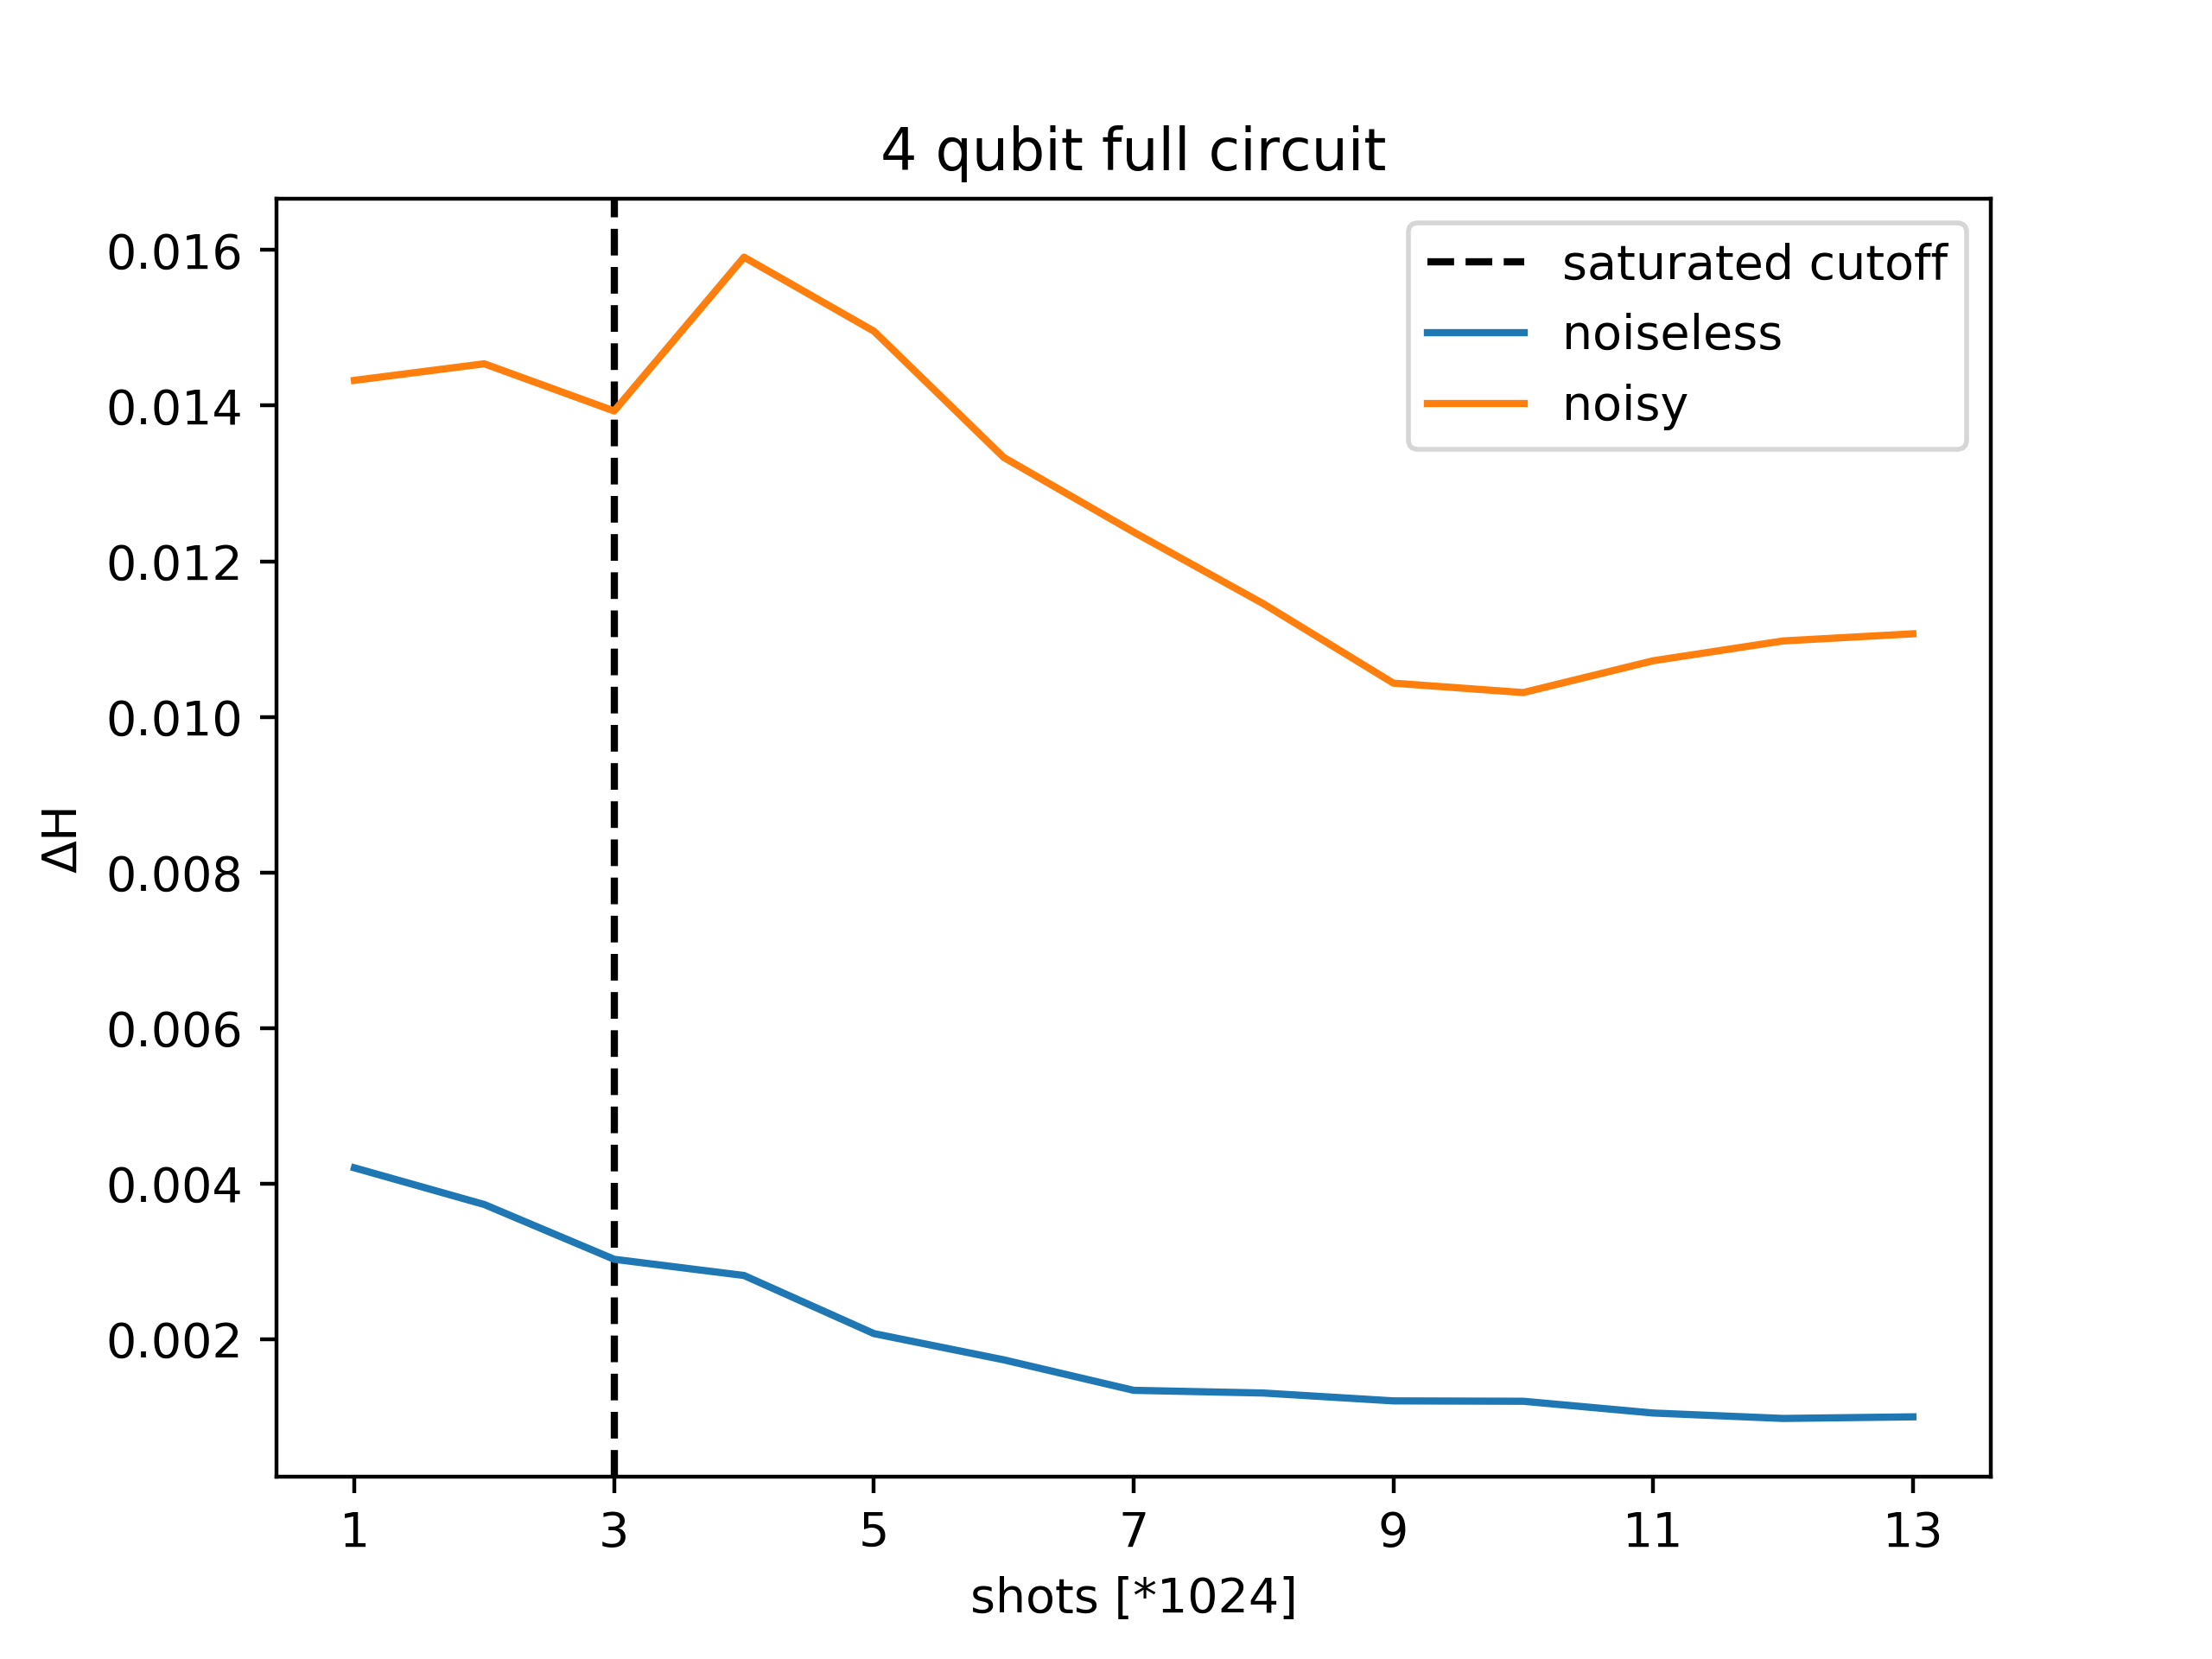 4 qubit full circuit
saturated cutoff
noiseless
noisy
0.016
0.014
0.012
0.010
0.008
0.006
0.004
0.002
ΔH
1 3 5 7 9 11 13
shots [*1024]